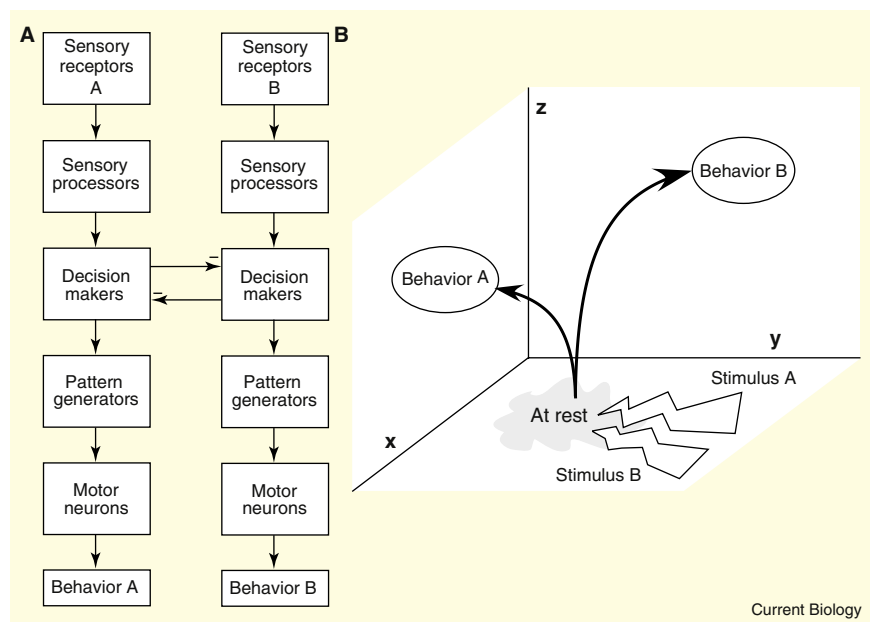 A
Sensory
receptors
A
Sensory
processors
Decision
makers
Pattern
generators
Motor
neurons
Behavior A
Sensory
receptors
B
Sensory
processors
Decision
makers
Pattern
generators
Motor
neurons
Behavior B
–
–
B
z
Behavior B
Behavior A
y
Stimulus A
At rest
x
Stimulus B
Current Biology